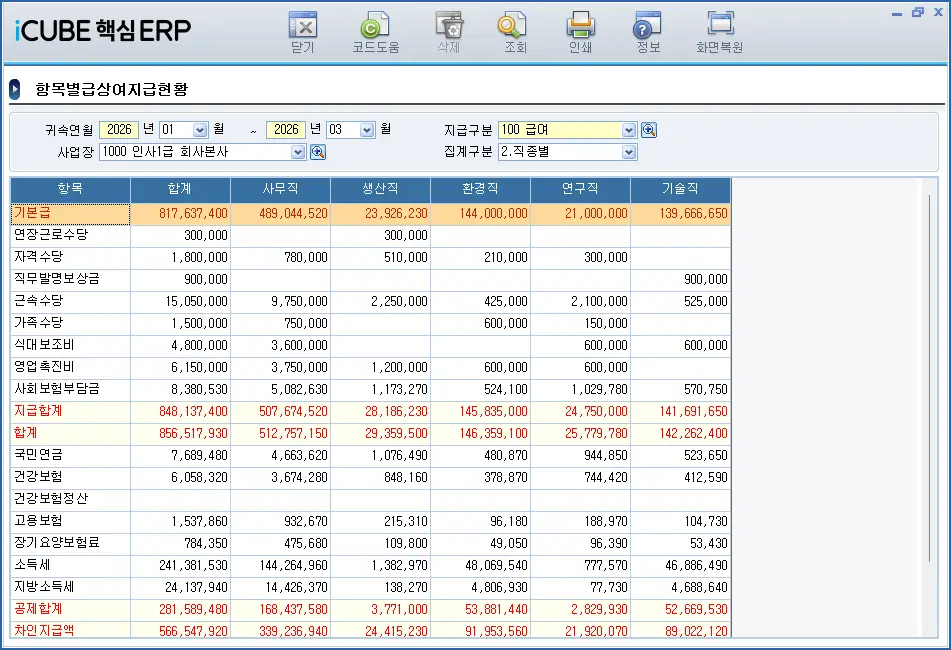 iCUBE 핵심ERP
닫기 코드도움 삭제 조회 인쇄 정보 화면복원
항목별급상여지급현황
귀속연월 2026 년 01 월 ~ 2026 년 03 월 지급구분 100 급여
사업장 1000 인사1급 회사본사 집계구분 2.직종별
항목 합계 사무직 생산직 환경직 연구직 기술직
기본급 817,637,400 489,044,520 23,926,230 144,000,000 21,000,000 139,666,650
연장근로수당 300,000 300,000
자격수당 1,800,000 780,000 510,000 210,000 300,000
직무발명보상금 900,000 900,000
근속수당 15,050,000 9,750,000 2,250,000 425,000 2,100,000 525,000
가족수당 1,500,000 750,000 600,000 150,000
식대보조비 4,800,000 3,600,000 600,000 600,000
영업촉진비 6,150,000 3,750,000 1,200,000 600,000 600,000
사회보험부담금 8,380,530 5,082,630 1,173,270 524,100 1,029,780 570,750
지급합계 848,137,400 507,674,520 28,186,230 145,835,000 24,750,000 141,691,650
합계 856,517,930 512,757,150 29,359,500 146,359,100 25,779,780 142,262,400
국민연금 7,689,480 4,663,620 1,076,490 480,870 944,850 523,650
건강보험 6,058,320 3,674,280 848,160 378,870 744,420 412,590
건강보험정산
고용보험 1,537,860 932,670 215,310 96,180 188,970 104,730
장기요양보험료 784,350 475,680 109,800 49,050 96,390 53,430
소득세 241,381,530 144,264,960 1,382,970 48,069,540 777,570 46,886,490
지방소득세 24,137,940 14,426,370 138,270 4,806,930 77,730 4,688,640
공제합계 281,589,480 168,437,580 3,771,000 53,881,440 2,829,930 52,669,530
차인지급액 566,547,920 339,236,940 24,415,230 91,953,560 21,920,070 89,022,120